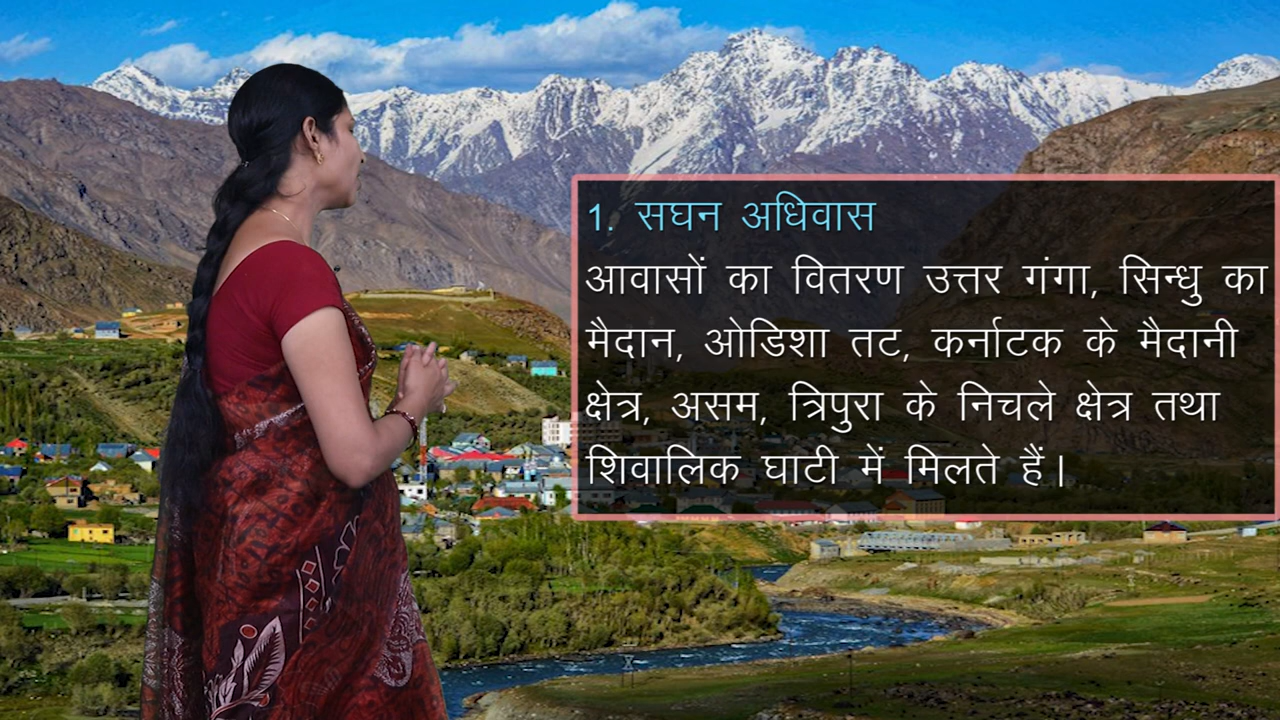 1. सघन अधिवास
आवासों का वितरण उत्तर गंगा, सिन्धु का
मैदान, ओडिशा तट, कर्नाटक के मैदानी
क्षेत्र, असम, त्रिपुरा के निचले क्षेत्र तथा
शिवालिक घाटी में मिलते हैं।